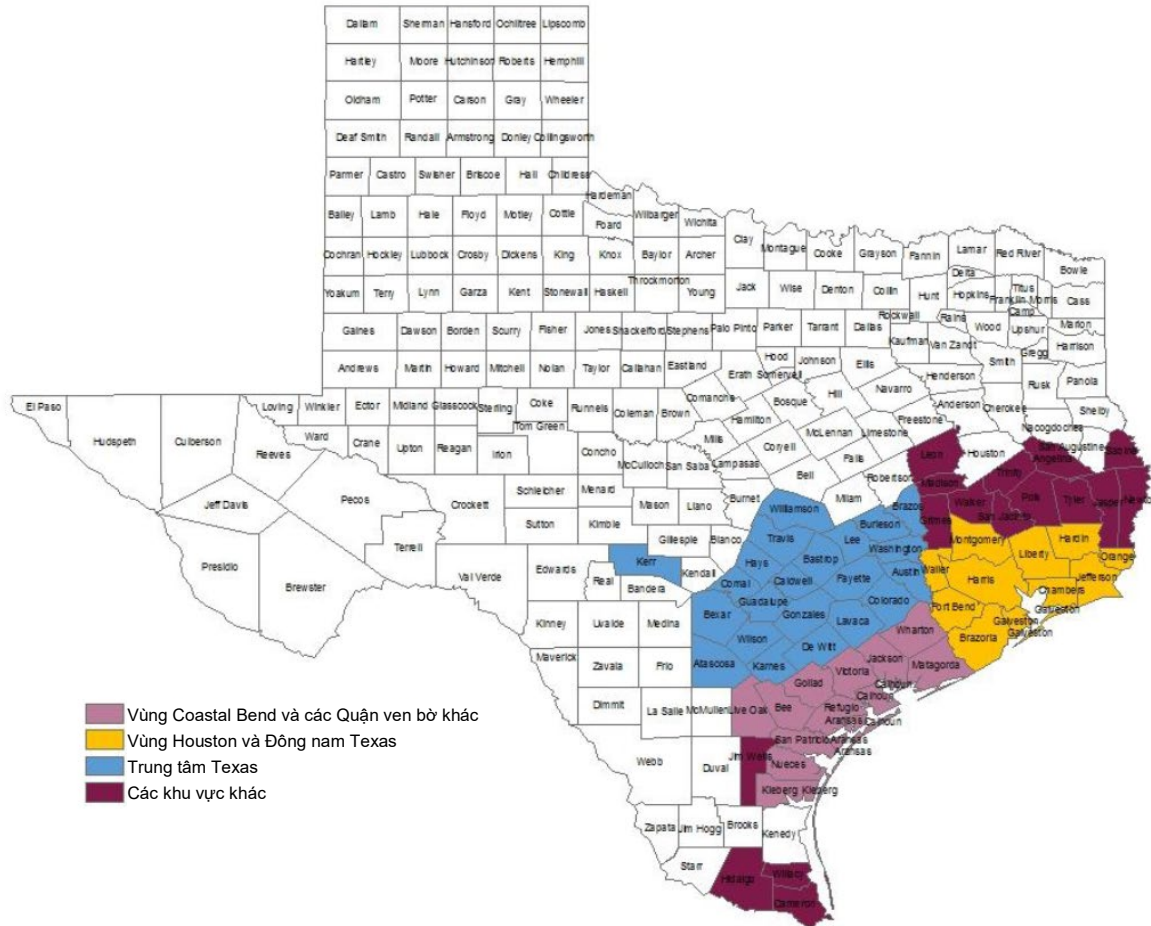 Dallam Sherman Hansford Ochiltree Lipscomb
Hartley Moore Hutchinson Roberts Hemphill
Oldham Potter Carson Gray Wheeler
Deaf Smith Randall Armstrong Donley Collingsworth
Parmer Castro Swisher Briscoe Hall Childress
Hardeman
Bailey Lamb Hale Floyd Motley Cottle Foard Wilbarger Wichita
Cochran Hockley Lubbock Crosby Dickens King Knox Baylor Archer Clay Montague Cooke Grayson Fannin Lamar Red River Bowie
Delta Titus
Yoakum Terry Lynn Garza Kent Stonewall Haskell Throckmorton Young Jack Wise Denton Collin Hunt Hopkins Franklin Morris Cass
Rockwall Rains Camp
Gaines Dawson Borden Scurry Fisher Jones Shackelford Stephens Palo Pinto Parker Tarrant Dallas Kaufman Van Zandt Wood Upshur Marion
Gregg Harrison
Andrews Martin Howard Mitchell Nolan Taylor Callahan Eastland Erath Hood Somervell Johnson Ellis Henderson Smith Rusk Panola
El Paso Hudspeth Culberson Loving Winkler Ector Midland Glasscock Sterling Coke Runnels Coleman Brown Comanche Hamilton Bosque Hill Navarro Anderson Cherokee Shelby
Nacogdoches
Reeves Ward Crane Upton Reagan Irion Tom Green Concho McCulloch San Saba Mills Lampasas Coryell McLennan Limestone Freestone Leon Houston San Augustine Sabine
Angelina
Jeff Davis Pecos Crockett Schleicher Menard Mason Llano Burnet Bell Falls Robertson Madison Trinity
Presidio Brewster Terrell Sutton Kimble Gillespie Blanco Williamson Milam Burleson Brazos Grimes Walker San Jacinto Polk Tyler Jasper Newton
Val Verde Edwards Kerr Kendall Travis Lee Washington Montgomery Liberty Hardin Orange
Real Bandera Hays Bastrop Austin Waller Harris Jefferson
Comal Caldwell Fayette Chambers
Kinney Uvalde Medina Bexar Guadalupe Gonzales Colorado Fort Bend Galveston
Galveston
Galveston
Maverick Zavala Frio Atascosa Wilson Karnes De Witt Lavaca Wharton Brazoria
Dimmit La Salle McMullen Live Oak Bee Goliad Victoria Jackson Matagorda
Calhoun
Calhoun
Calhoun
Refugio
Aransas
Aransas
Aransas
Webb Duval Jim Wells San Patricio
Nueces
Kleberg Kleberg
Zapata Jim Hogg Brooks Kenedy
Starr Hidalgo Willacy
Cameron
Vùng Coastal Bend và các Quận ven bờ khác
Vùng Houston và Đông nam Texas
Trung tâm Texas
Các khu vực khác